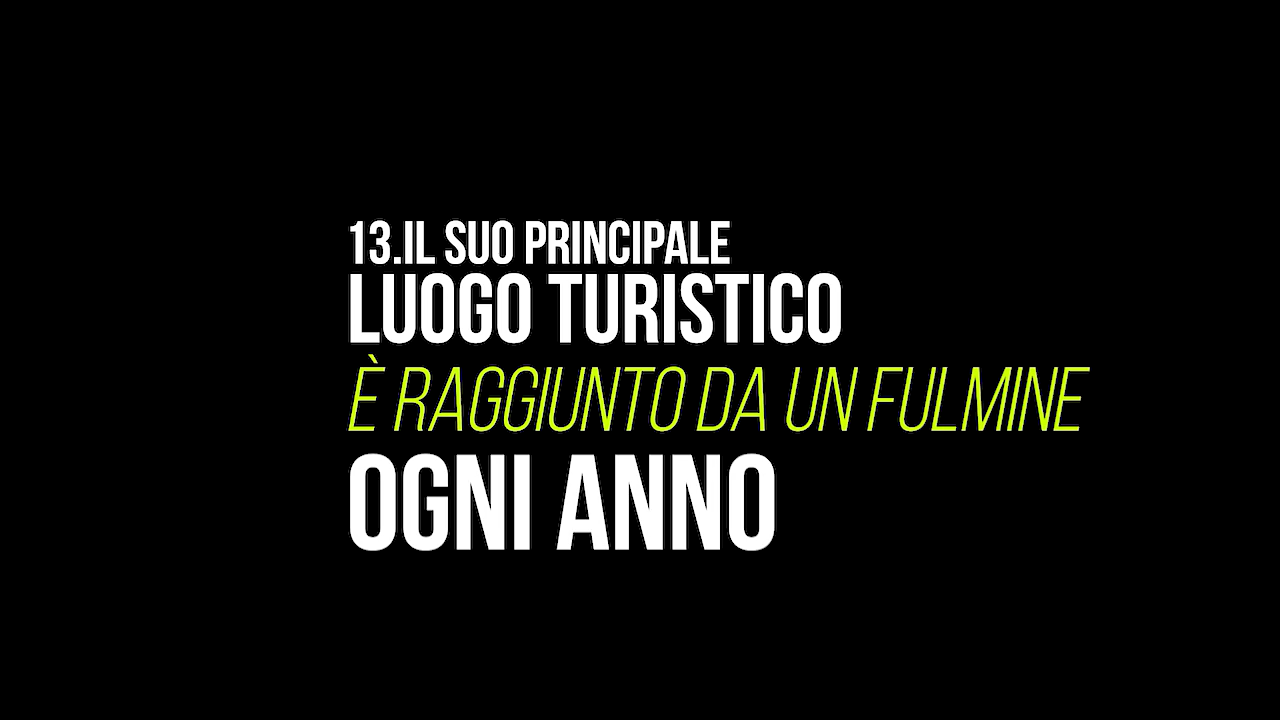 13.IL SUO PRINCIPALE
LUOGO TURISTICO
È RAGGIUNTO DA UN FULMINE
OGNI ANNO